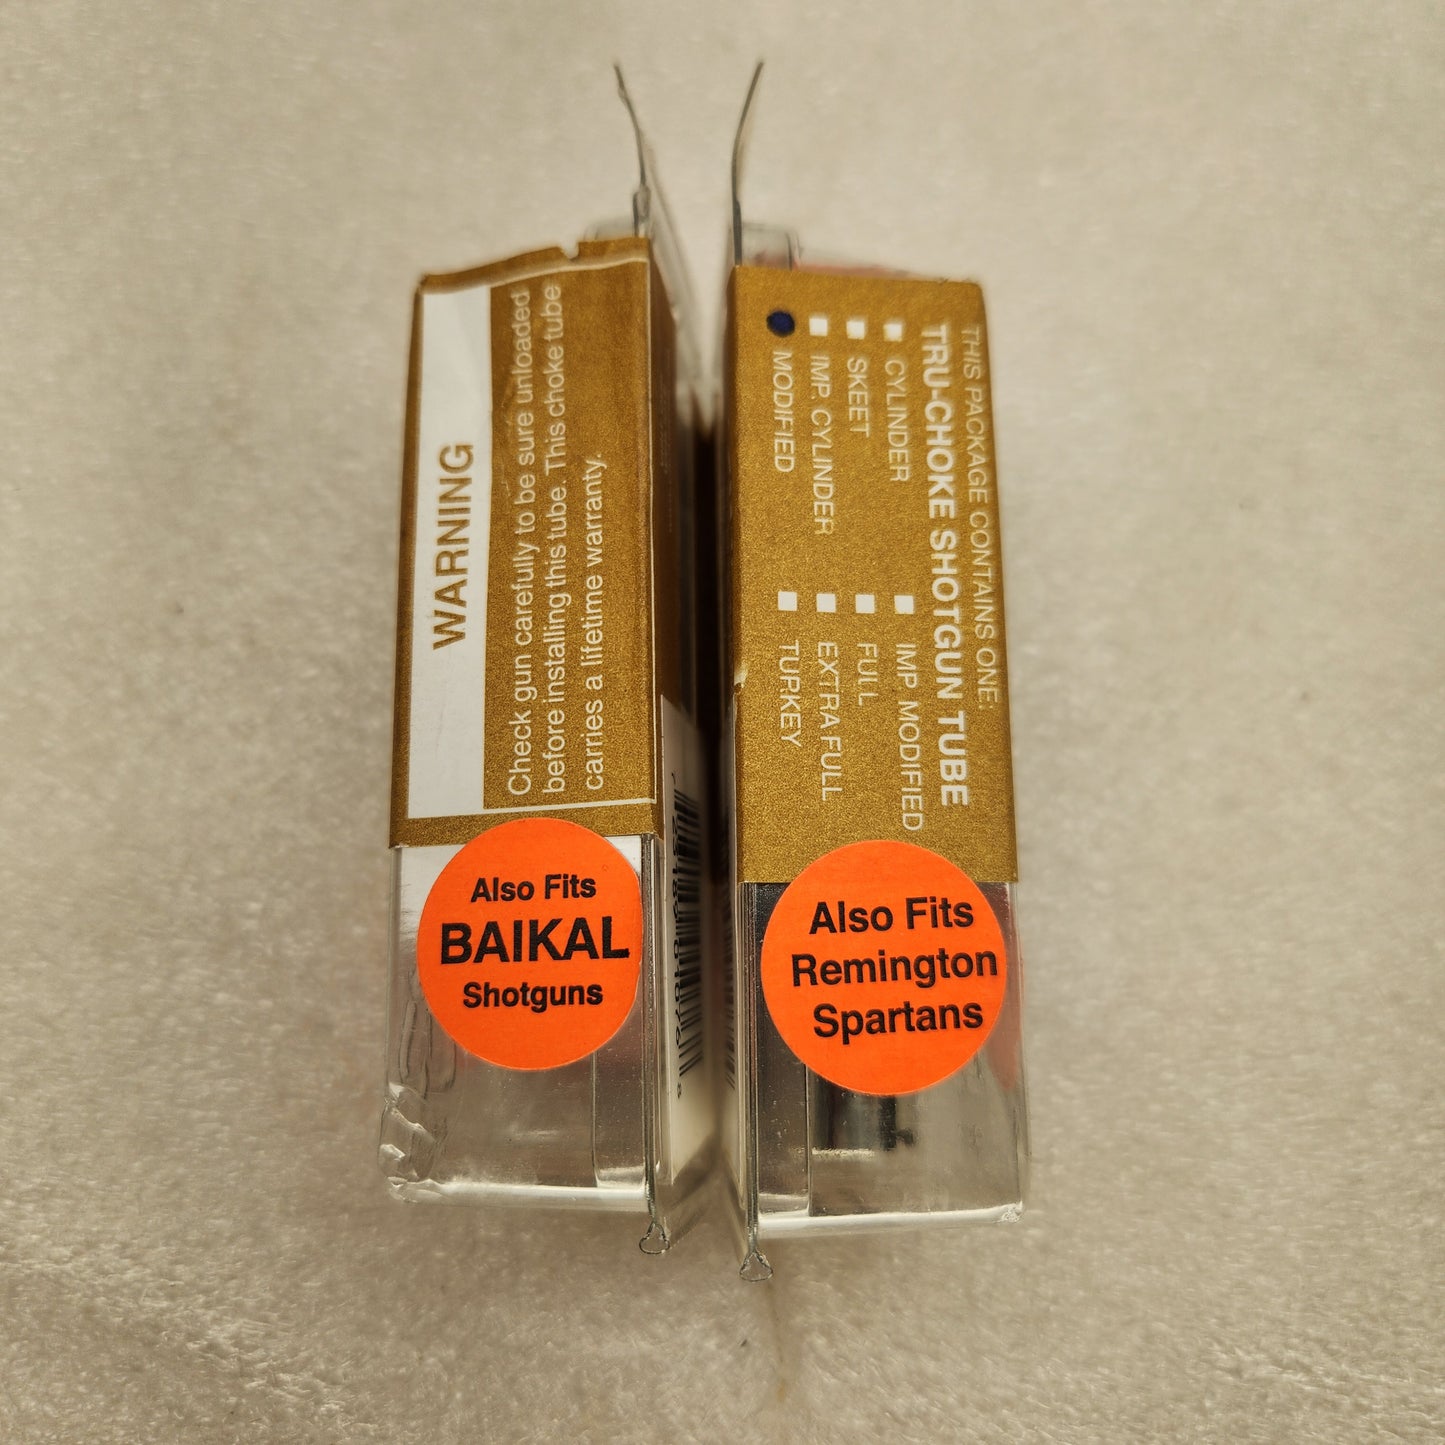 WARNING
Check gun carefully to be sure unloaded
before installing this tube. This choke tube
carries a lifetime warranty.
Also Fits
BAIKAL
Shotguns
THIS PACKAGE CONTAINS ONE:
TRU-CHOKE SHOTGUN TUBE
CYLINDER
SKEET
IMP. CYLINDER
MODIFIED
IMP. MODIFIED
FULL
EXTRA FULL
TURKEY
Also Fits
Remington
Spartans